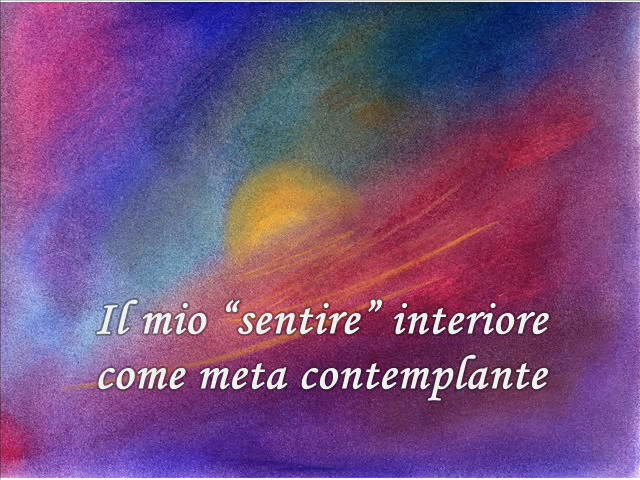 Il mio “sentire” interiore
come meta contemplante